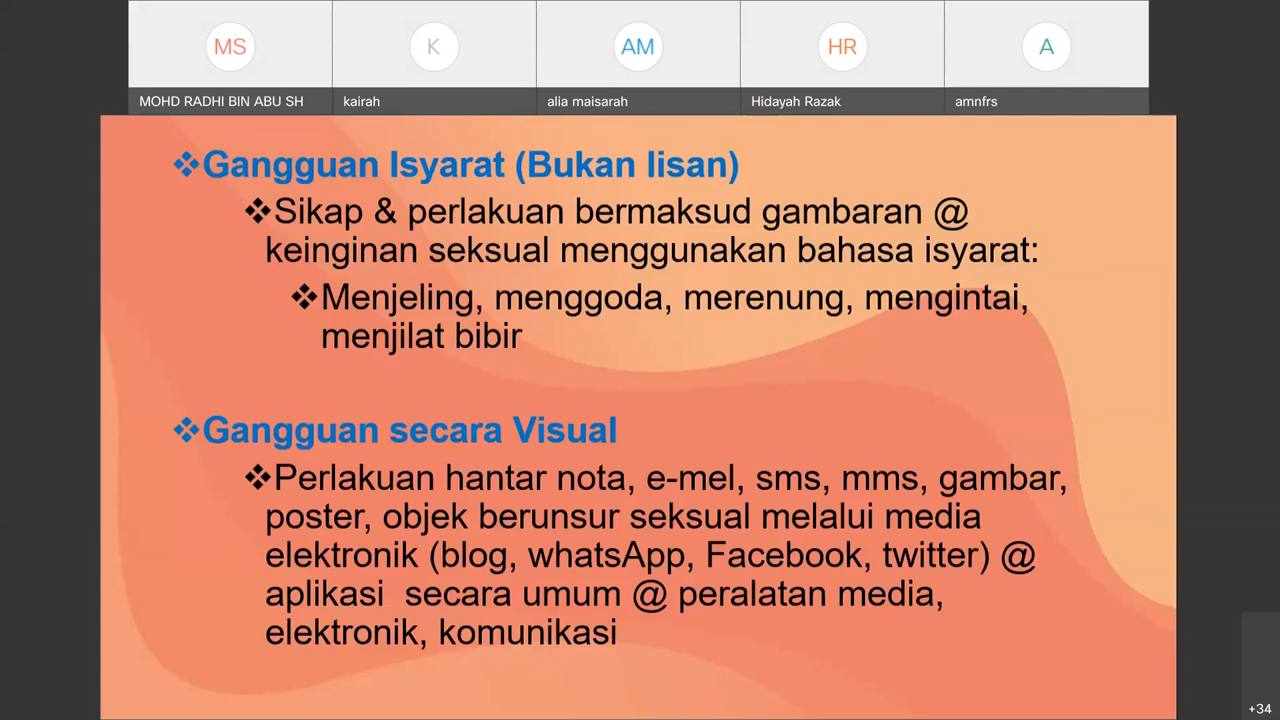 MS
K
AM
HR
A
MOHD RADHI BIN ABU SH
kairah
alia maisarah
Hidayah Razak
amnfrs
❖Gangguan Isyarat (Bukan lisan)
❖Sikap & perlakuan bermaksud gambaran @
keinginan seksual menggunakan bahasa isyarat:
❖Menjeling, menggoda, merenung, mengintai,
menjilat bibir
❖Gangguan secara Visual
❖Perlakuan hantar nota, e-mel, sms, mms, gambar,
poster, objek berunsur seksual melalui media
elektronik (blog, whatsApp, Facebook, twitter) @
aplikasi  secara umum @ peralatan media,
elektronik, komunikasi
+34